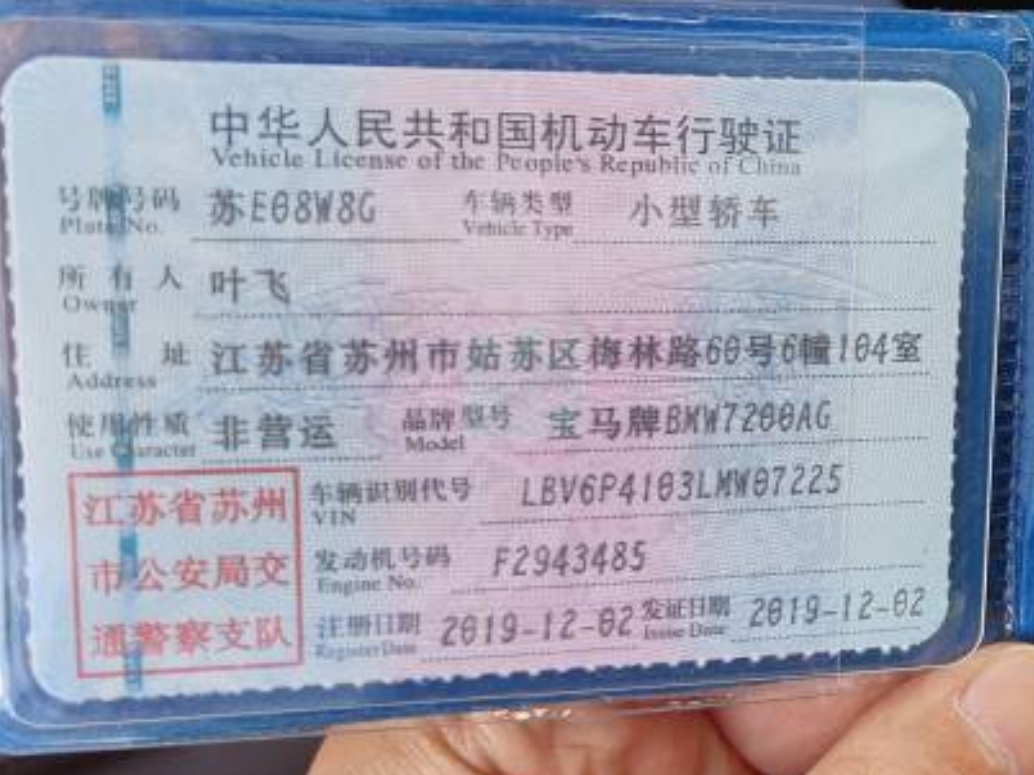 中华人民共和国机动车行驶证
Vehicle License of the People's Republic of China
号牌号码 苏E08W8G 车辆类型 小型轿车
Plate No. Vehicle Type
所有人 叶飞
Owner
住址 江苏省苏州市姑苏区梅林路60号6幢104室
Address
使用性质 非营运 品牌型号 宝马牌BMW7200AG
Use Character Model
江苏省苏州
市公安局交
通警察支队
车辆识别代号 LBV6P4103LMW07225
VIN
发动机号码 F2943485
Engine No.
注册日期 2019-12-02 发证日期 2019-12-02
Register Date Issue Date